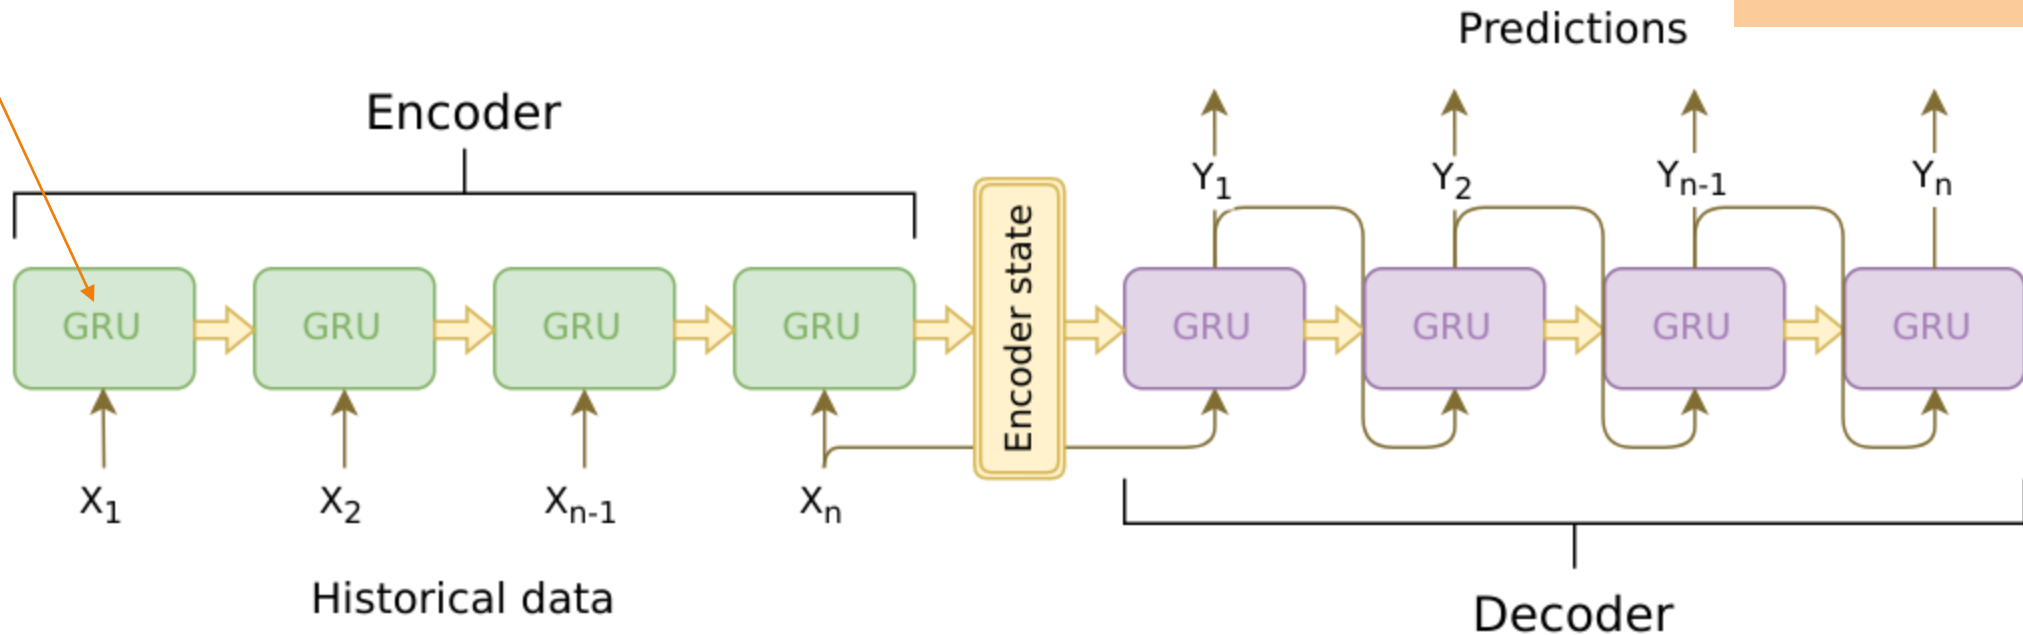 Predictions
Encoder
Y1 Y2 Yn-1 Yn
Encoder state
GRU GRU GRU GRU GRU GRU GRU GRU
X1 X2 Xn-1 Xn
Historical data
Decoder